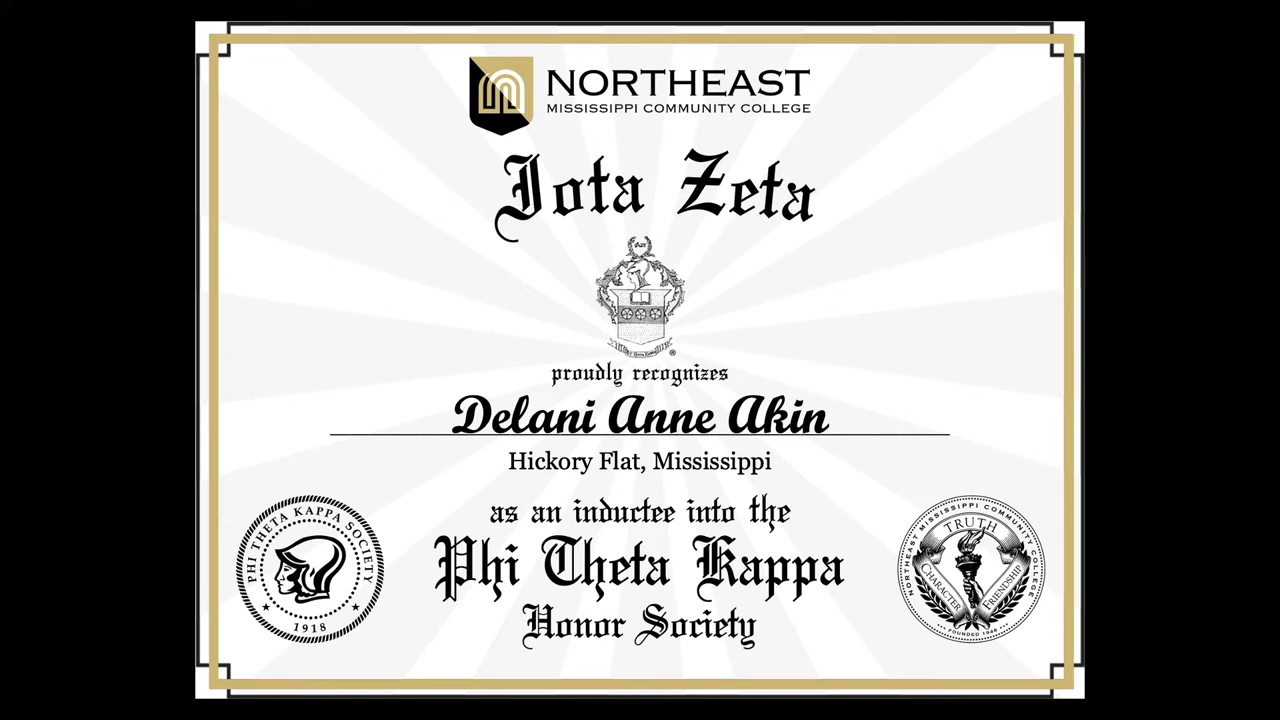 NORTHEAST
MISSISSIPPI COMMUNITY COLLEGE
Iota Zeta
proudly recognizes
Delani Anne Akin
Hickory Flat, Mississippi
as an inductee into the
Phi Theta Kappa
Honor Society
PHI THETA KAPPA SOCIETY
1918
NORTHEAST MISSISSIPPI COMMUNITY COLLEGE
TRUTH
CHARACTER
FRIENDSHIP
FOUNDED 1948